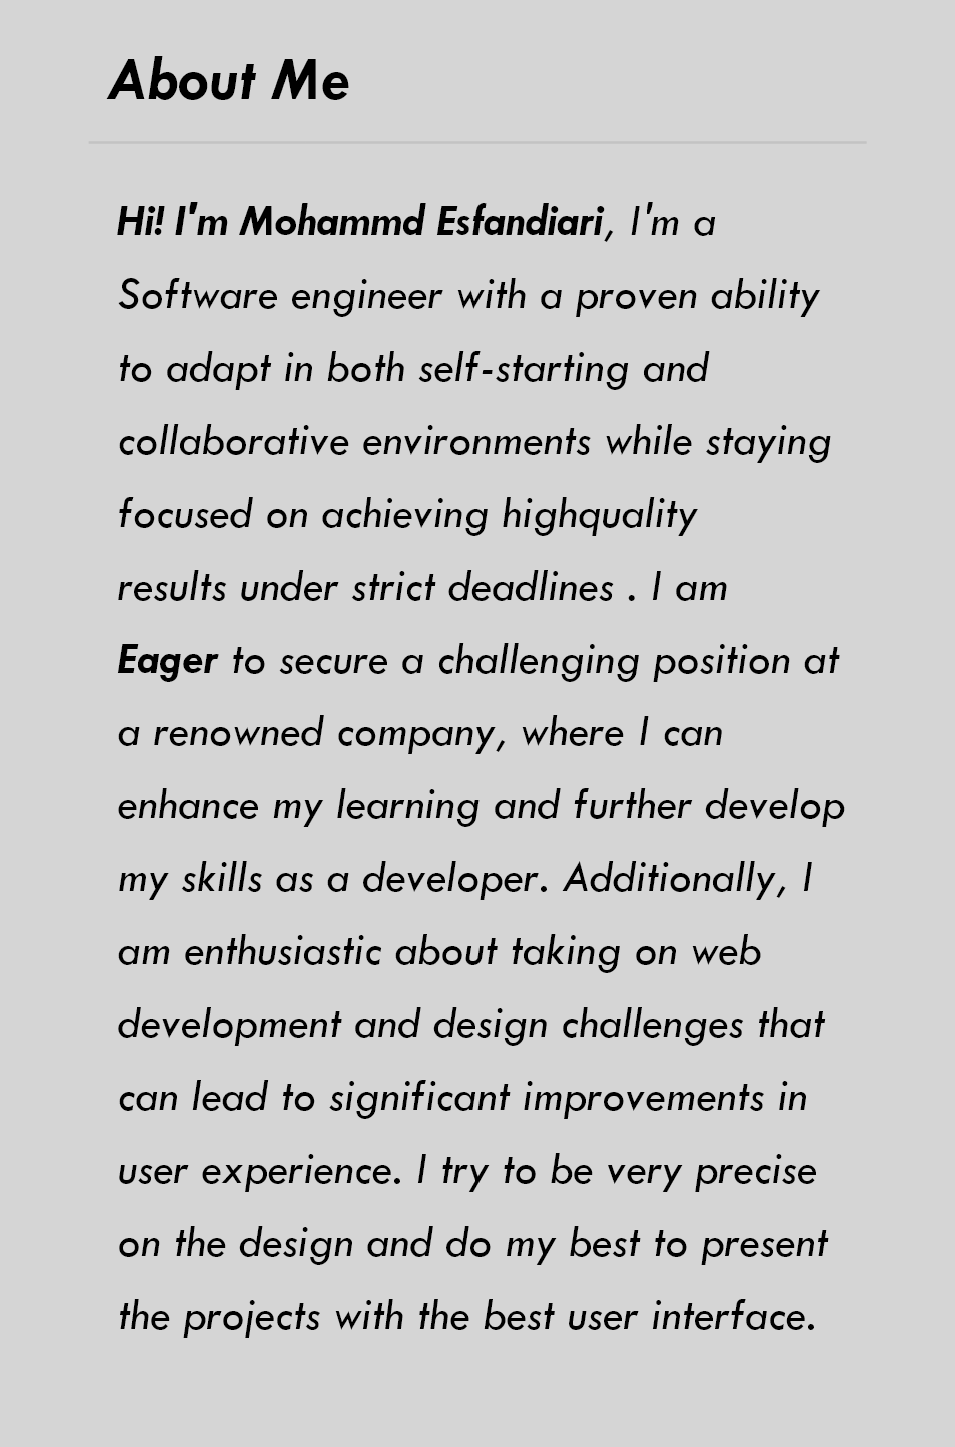 About Me
Hi! I'm Mohammd Esfandiari, I'm a
Software engineer with a proven ability
to adapt in both self-starting and
collaborative environments while staying
focused on achieving highquality
results under strict deadlines . I am
Eager to secure a challenging position at
a renowned company, where I can
enhance my learning and further develop
my skills as a developer. Additionally, I
am enthusiastic about taking on web
development and design challenges that
can lead to significant improvements in
user experience. I try to be very precise
on the design and do my best to present
the projects with the best user interface.